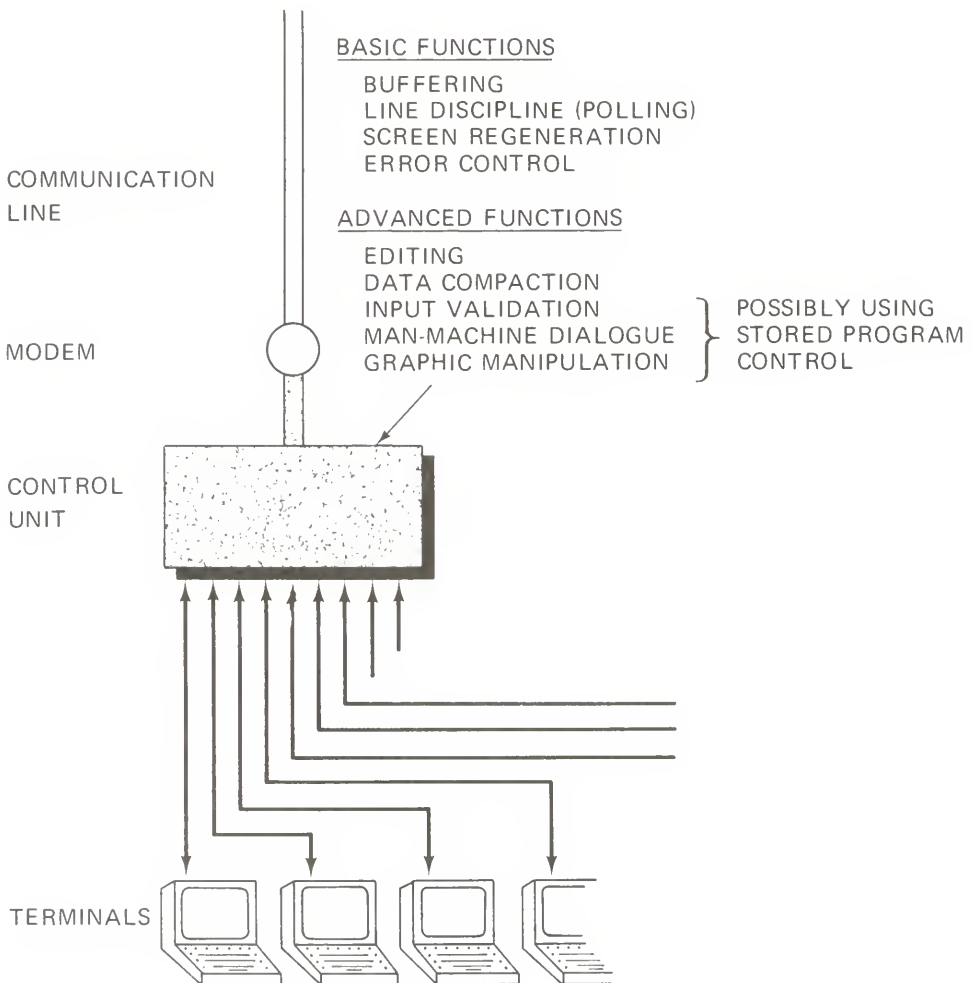 BASIC FUNCTIONS
BUFFERING
LINE DISCIPLINE (POLLING)
SCREEN REGENERATION
ERROR CONTROL
COMMUNICATION
LINE
ADVANCED FUNCTIONS
EDITING
DATA COMPACTION
INPUT VALIDATION
MAN-MACHINE DIALOGUE
GRAPHIC MANIPULATION
POSSIBLY USING
STORED PROGRAM
CONTROL
MODEM
CONTROL
UNIT
TERMINALS